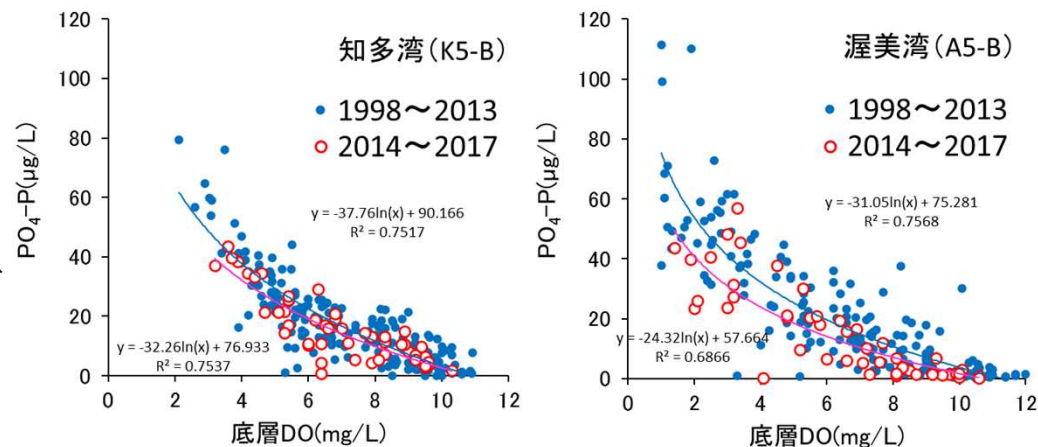 知多湾(K5-B)
1998～2013
2014～2017
PO4-P(μg/L)
120
100
80
60
40
20
0
y = -37.76ln(x) + 90.166
R² = 0.7517
y = -32.26ln(x) + 76.933
R² = 0.7537
0 2 4 6 8 10 12
底層DO(mg/L)
渥美湾(A5-B)
1998～2013
2014～2017
PO4-P(μg/L)
120
100
80
60
40
20
0
y = -31.05ln(x) + 75.281
R² = 0.7568
y = -24.32ln(x) + 57.664
R² = 0.6866
0 2 4 6 8 10 12
底層DO(mg/L)